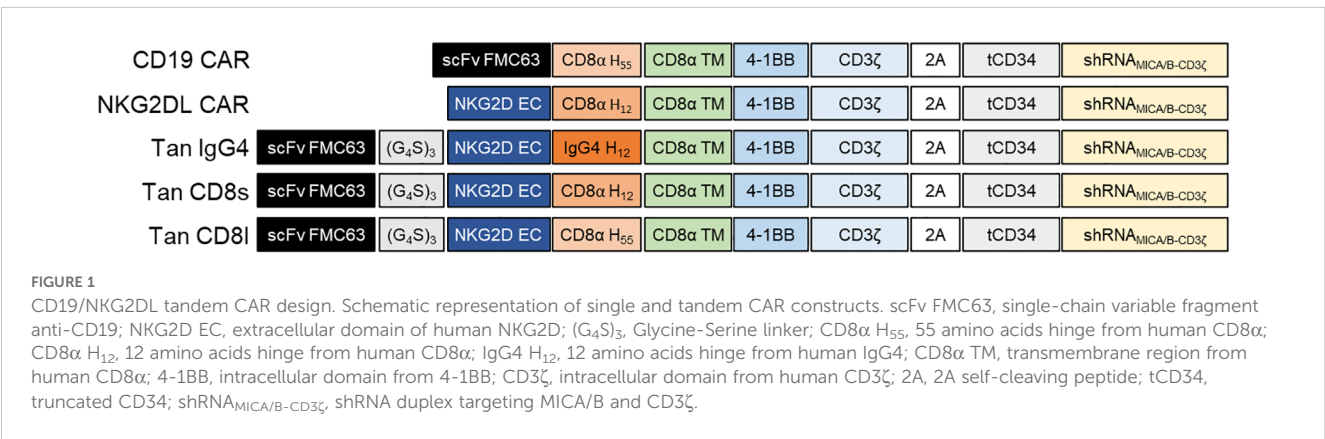 CD19 CAR scFv FMC63 CD8α H₅₅ CD8α TM 4-1BB CD3ζ 2A tCD34 shRNA_MICA/B-CD3ζ
NKG2DL CAR NKG2D EC CD8α H₁₂ CD8α TM 4-1BB CD3ζ 2A tCD34 shRNA_MICA/B-CD3ζ
Tan IgG4 scFv FMC63 (G₄S)₃ NKG2D EC IgG4 H₁₂ CD8α TM 4-1BB CD3ζ 2A tCD34 shRNA_MICA/B-CD3ζ
Tan CD8s scFv FMC63 (G₄S)₃ NKG2D EC CD8α H₁₂ CD8α TM 4-1BB CD3ζ 2A tCD34 shRNA_MICA/B-CD3ζ
Tan CD8l scFv FMC63 (G₄S)₃ NKG2D EC CD8α H₅₅ CD8α TM 4-1BB CD3ζ 2A tCD34 shRNA_MICA/B-CD3ζ
FIGURE 1
CD19/NKG2DL tandem CAR design. Schematic representation of single and tandem CAR constructs. scFv FMC63, single-chain variable fragment
anti-CD19; NKG2D EC, extracellular domain of human NKG2D; (G₄S)₃, Glycine-Serine linker; CD8α H₅₅, 55 amino acids hinge from human CD8α;
CD8α H₁₂, 12 amino acids hinge from human CD8α; IgG4 H₁₂, 12 amino acids hinge from human IgG4; CD8α TM, transmembrane region from
human CD8α; 4-1BB, intracellular domain from 4-1BB; CD3ζ, intracellular domain from human CD3ζ; 2A, 2A self-cleaving peptide; tCD34,
truncated CD34; shRNA_MICA/B-CD3ζ, shRNA duplex targeting MICA/B and CD3ζ.